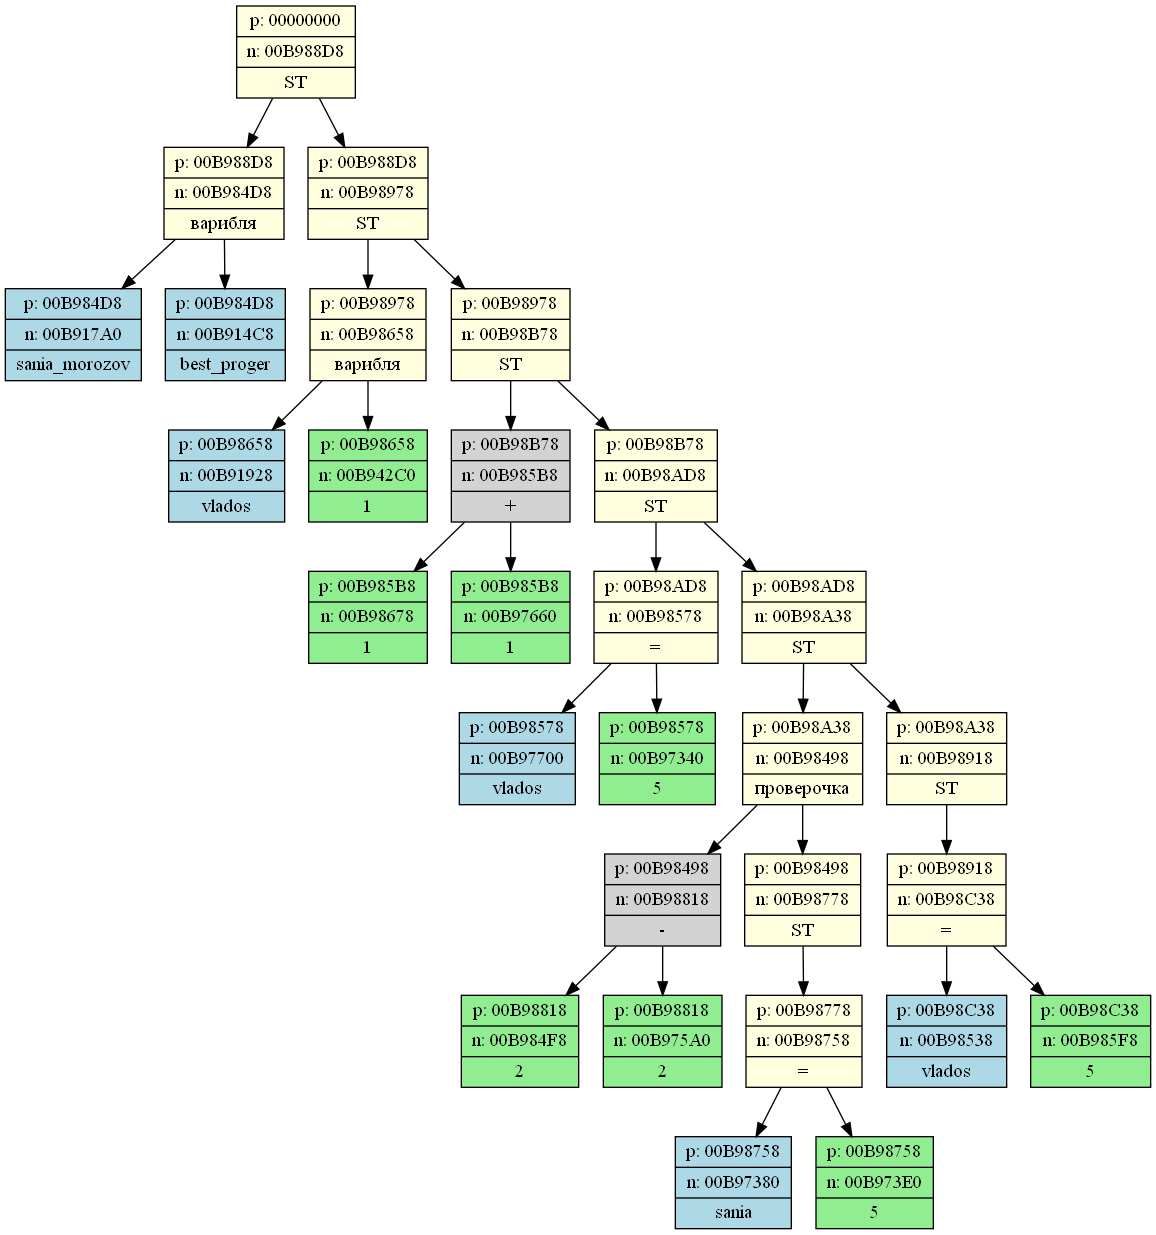 p: 00000000
n: 00B988D8
ST
p: 00B988D8
n: 00B984D8
варибля
p: 00B988D8
n: 00B98978
ST
p: 00B984D8
n: 00B917A0
sania_morozov
p: 00B984D8
n: 00B914C8
best_proger
p: 00B98978
n: 00B98658
варибля
p: 00B98978
n: 00B98B78
ST
p: 00B98658
n: 00B91928
vlados
p: 00B98658
n: 00B942C0
1
p: 00B98B78
n: 00B985B8
+
p: 00B98B78
n: 00B98AD8
ST
p: 00B985B8
n: 00B98678
1
p: 00B985B8
n: 00B97660
1
p: 00B98AD8
n: 00B98578
=
p: 00B98AD8
n: 00B98A38
ST
p: 00B98578
n: 00B97700
vlados
p: 00B98578
n: 00B97340
5
p: 00B98A38
n: 00B98498
проверочка
p: 00B98A38
n: 00B98918
ST
p: 00B98498
n: 00B98818
-
p: 00B98498
n: 00B98778
ST
p: 00B98918
n: 00B98C38
=
p: 00B98818
n: 00B984F8
2
p: 00B98818
n: 00B975A0
2
p: 00B98778
n: 00B98758
=
p: 00B98C38
n: 00B98538
vlados
p: 00B98C38
n: 00B985F8
5
p: 00B98758
n: 00B97380
sania
p: 00B98758
n: 00B973E0
5